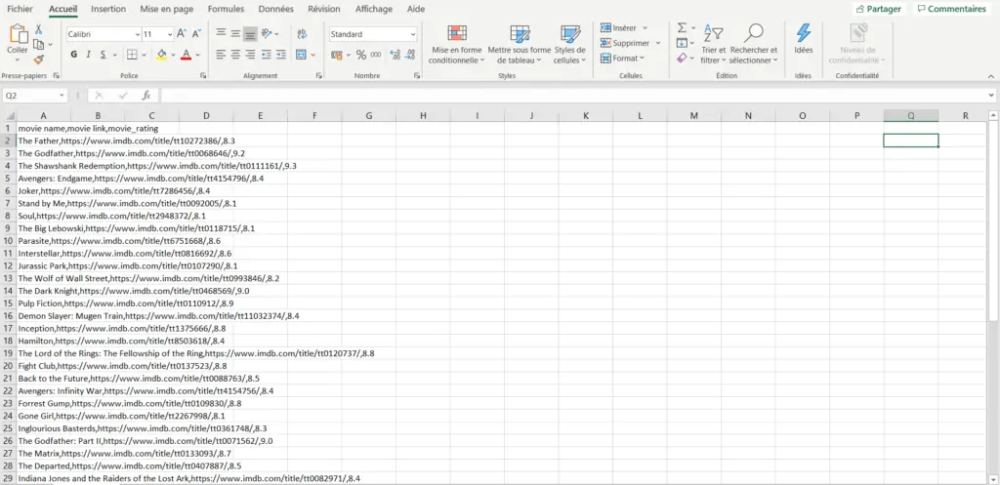 Fichier Accueil Insertion Mise en page Formules Données Révision Affichage Aide Partager Commentaires
Coller Calibri 11 A A Standard Mise en forme conditionnelle Mettre sous forme de tableau Styles de cellules Insérer Supprimer Format Trier et filtrer Rechercher et sélectionner Idées Niveau de confidentialité
G I S % 000
Presse-papiers Police Alignement Nombre Styles Cellules Édition Idées Confidentialité
Q2 fx
A B C D E F G H I J K L M N O P Q R
1 movie name,movie link,movie_rating
2 The Father,https://www.imdb.com/title/tt10272386/,8.3
3 The Godfather,https://www.imdb.com/title/tt0068646/,9.2
4 The Shawshank Redemption,https://www.imdb.com/title/tt0111161/,9.3
5 Avengers: Endgame,https://www.imdb.com/title/tt4154796/,8.4
6 Joker,https://www.imdb.com/title/tt7286456/,8.4
7 Stand by Me,https://www.imdb.com/title/tt0092005/,8.1
8 Soul,https://www.imdb.com/title/tt2948372/,8.1
9 The Big Lebowski,https://www.imdb.com/title/tt0118715/,8.1
10 Parasite,https://www.imdb.com/title/tt6751668/,8.6
11 Interstellar,https://www.imdb.com/title/tt0816692/,8.6
12 Jurassic Park,https://www.imdb.com/title/tt0107290/,8.1
13 The Wolf of Wall Street,https://www.imdb.com/title/tt0993846/,8.2
14 The Dark Knight,https://www.imdb.com/title/tt0468569/,9.0
15 Pulp Fiction,https://www.imdb.com/title/tt0110912/,8.9
16 Demon Slayer: Mugen Train,https://www.imdb.com/title/tt11032374/,8.4
17 Inception,https://www.imdb.com/title/tt1375666/,8.8
18 Hamilton,https://www.imdb.com/title/tt8503618/,8.4
19 The Lord of the Rings: The Fellowship of the Ring,https://www.imdb.com/title/tt0120737/,8.8
20 Fight Club,https://www.imdb.com/title/tt0137523/,8.8
21 Back to the Future,https://www.imdb.com/title/tt0088763/,8.5
22 Avengers: Infinity War,https://www.imdb.com/title/tt4154756/,8.4
23 Forrest Gump,https://www.imdb.com/title/tt0109830/,8.8
24 Gone Girl,https://www.imdb.com/title/tt2267998/,8.1
25 Inglourious Basterds,https://www.imdb.com/title/tt0361748/,8.3
26 The Godfather: Part II,https://www.imdb.com/title/tt0071562/,9.0
27 The Matrix,https://www.imdb.com/title/tt0133093/,8.7
28 The Departed,https://www.imdb.com/title/tt0407887/,8.5
29 Indiana Jones and the Raiders of the Lost Ark,https://www.imdb.com/title/tt0082971/,8.4